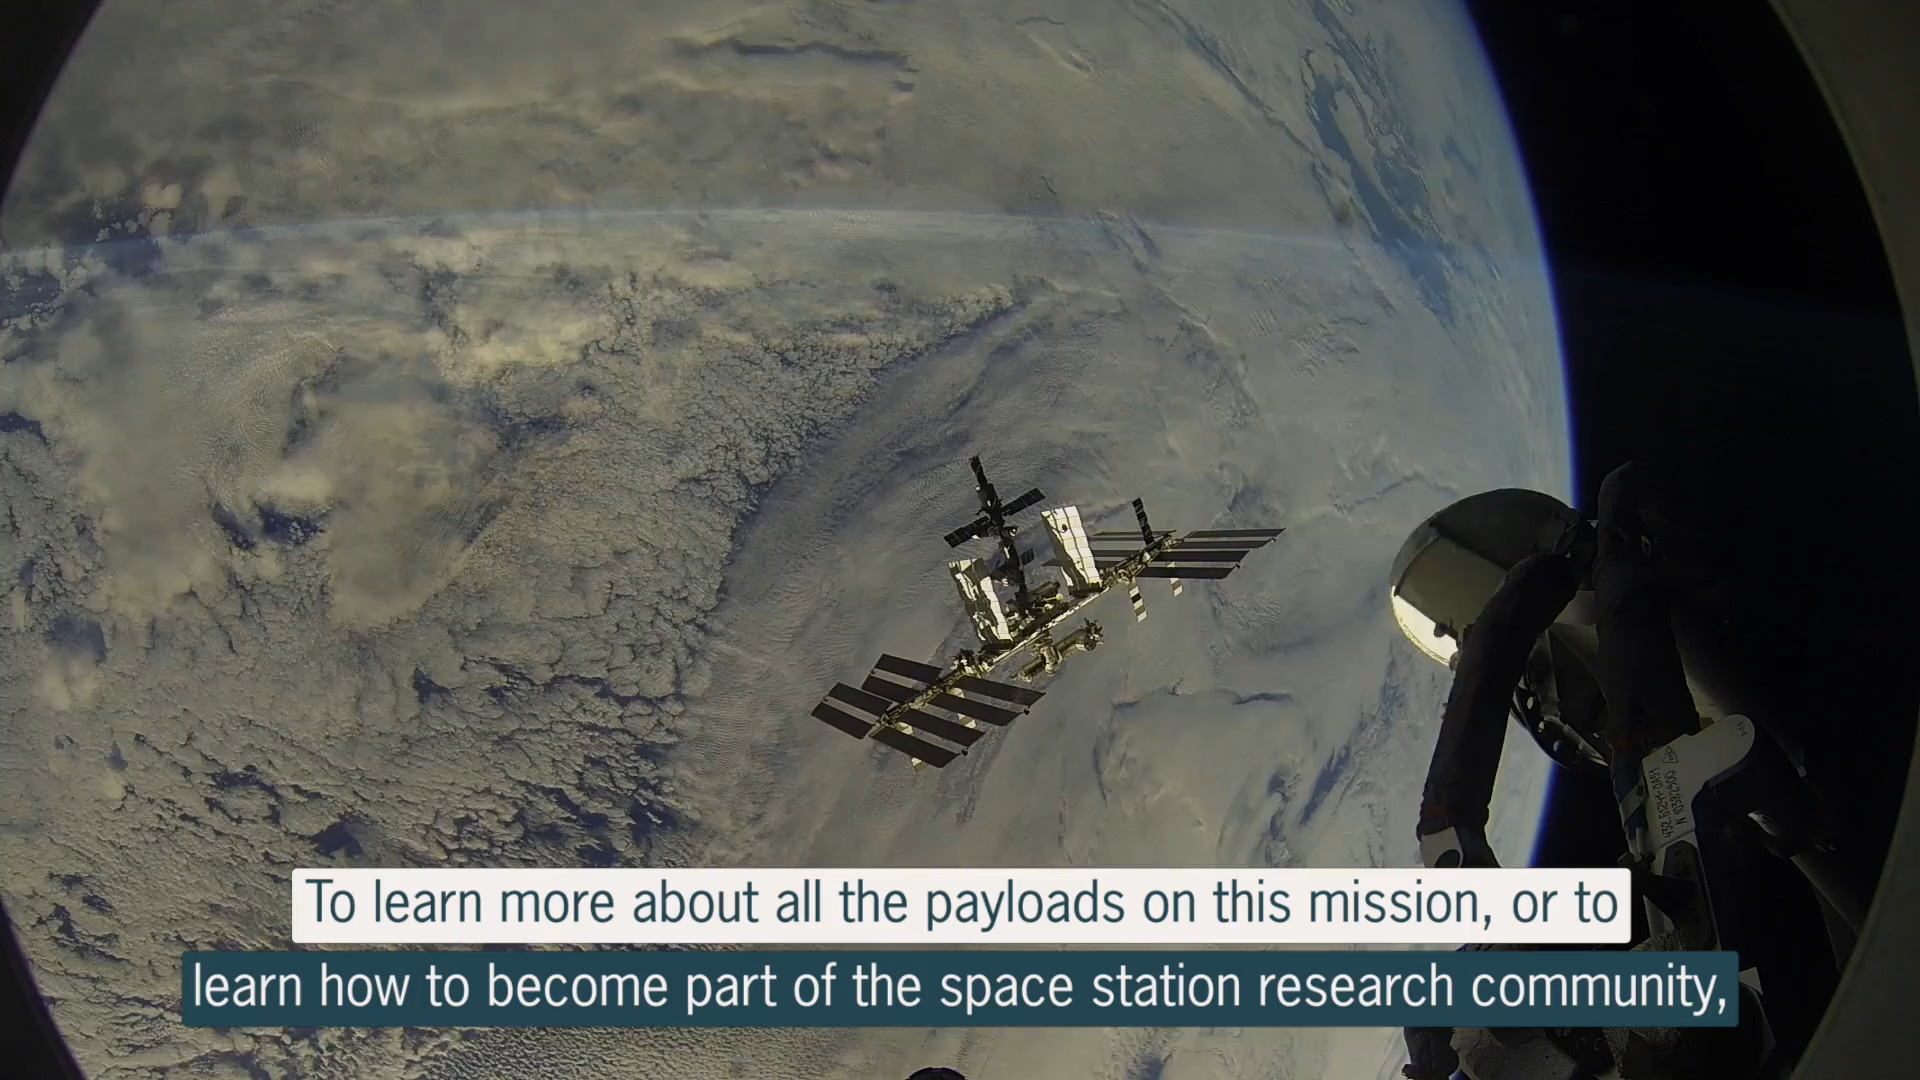 To learn more about all the payloads on this mission, or to
learn how to become part of the space station research community,